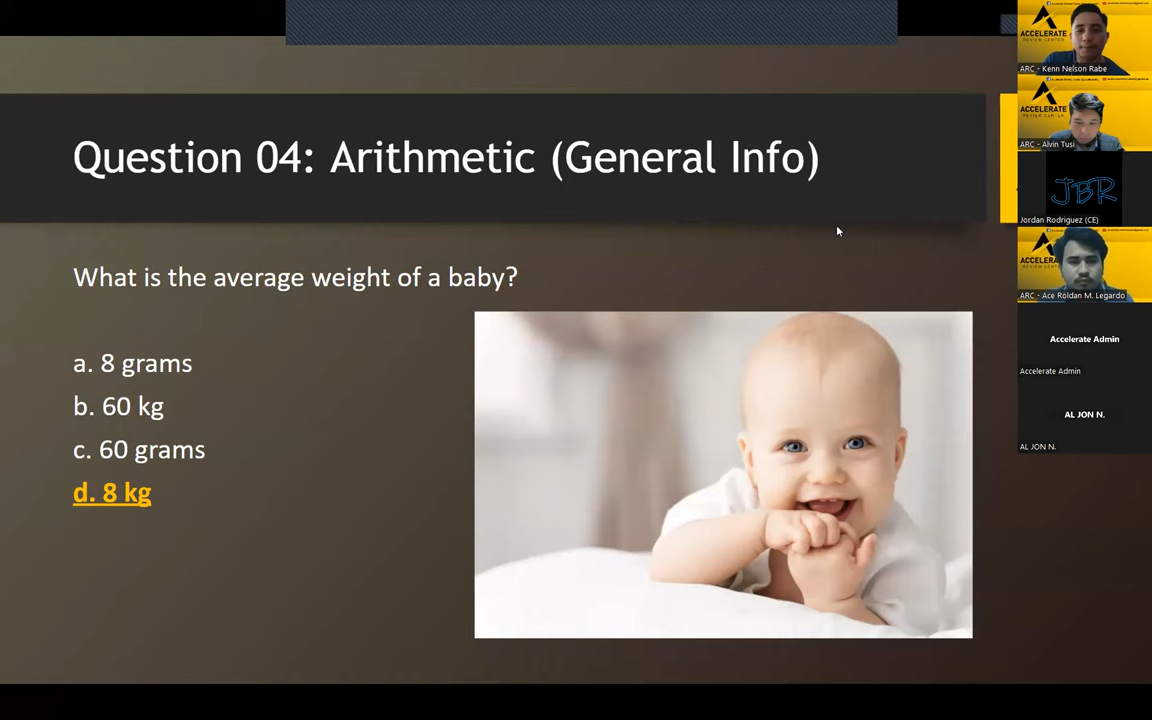 Question 04: Arithmetic (General Info)
What is the average weight of a baby?
a. 8 grams
b. 60 kg
c. 60 grams
d. 8 kg
ACCELERATE
REVIEW CENTER
ARC - Kenn Nelson Rabe
ACCELERATE
ARC - Alvin Tusi
JBR
Jordan Rodriguez (CE)
ARC - Ace Roldan M. Legardo
Accelerate Admin
Accelerate Admin
AL JON N.
AL JON N.